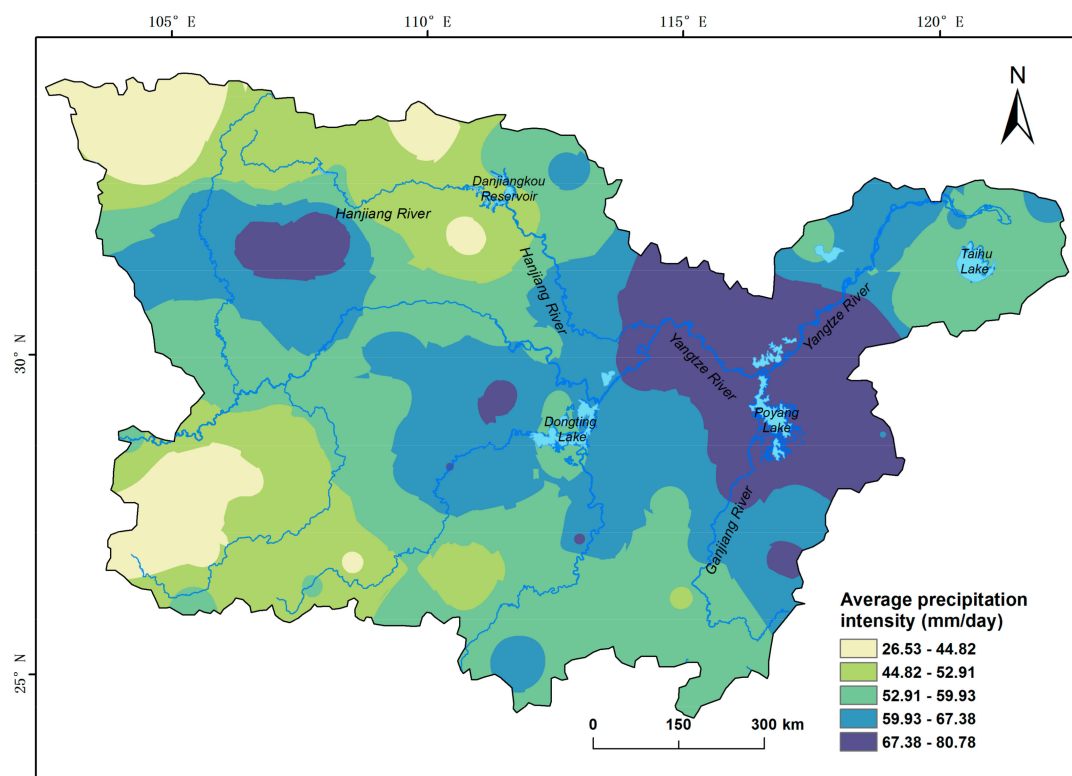 105° E
110° E
115° E
120° E
N
Danjiangkou
Reservoir
Hanjiang River
Hanjiang River
Taihu
Lake
Yangtze River
30° N
Yangtze River
Dongting
Lake
Poyang
Lake
Ganjiang River
25° N
Average precipitation
intensity (mm/day)
26.53 - 44.82
44.82 - 52.91
52.91 - 59.93
59.93 - 67.38
67.38 - 80.78
0 150 300 km